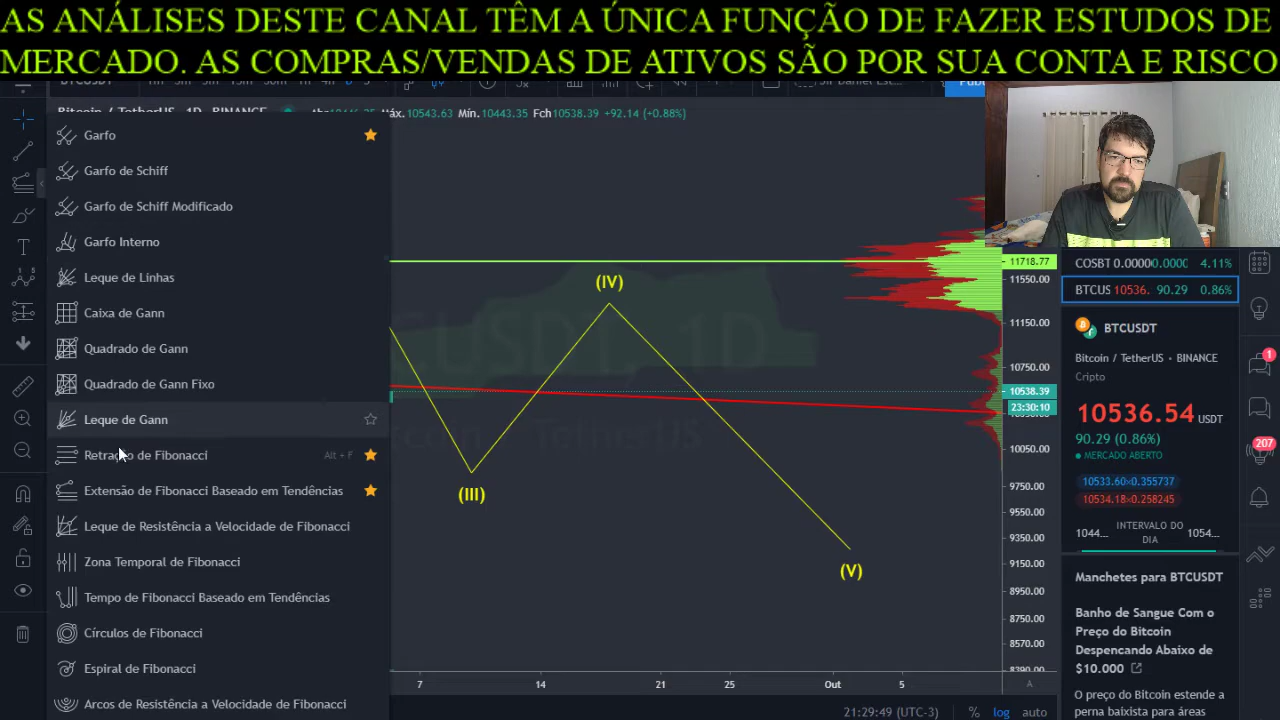 AS ANÁLISES DESTE CANAL TÊM A ÚNICA FUNÇÃO DE FAZER ESTUDOS DE
MERCADO. AS COMPRAS/VENDAS DE ATIVOS SÃO POR SUA CONTA E RISCO
Bitcoin / TetherUS, 1D, BINANCE
Máx.10543.63 Mín.10443.35 Fch10538.39 +92.14 (+0.88%)
Garfo
Garfo de Schiff
Garfo de Schiff Modificado
Garfo Interno
Leque de Linhas
Caixa de Gann
Quadrado de Gann
Quadrado de Gann Fixo
Leque de Gann
Retração de Fibonacci Alt + F
Extensão de Fibonacci Baseado em Tendências
Leque de Resistência a Velocidade de Fibonacci
Zona Temporal de Fibonacci
Tempo de Fibonacci Baseado em Tendências
Círculos de Fibonacci
Espiral de Fibonacci
Arcos de Resistência a Velocidade de Fibonacci
(III)
(IV)
(V)
11718.77
11550.00
11150.00
10750.00
10538.39
23:30:10
10050.00
9750.00
9550.00
9350.00
9150.00
8950.00
8750.00
8570.00
8390.00
7 14 21 25 Out 5
A
21:29:49 (UTC-3) % log auto
COSBT 0.0000 0.0000 4.11%
BTCUS 10536. 90.29 0.86%
BTCUSDT
Bitcoin / TetherUS • BINANCE
Cripto
10536.54 USDT
90.29 (0.86%)
MERCADO ABERTO
10533.60×0.355737
10534.18×0.258245
1044... INTERVALO DO DIA 1054...
Manchetes para BTCUSDT
Banho de Sangue Com o
Preço do Bitcoin
Despencando Abaixo de
$10.000
O preço do Bitcoin estende a
perna baixista para áreas
1
207